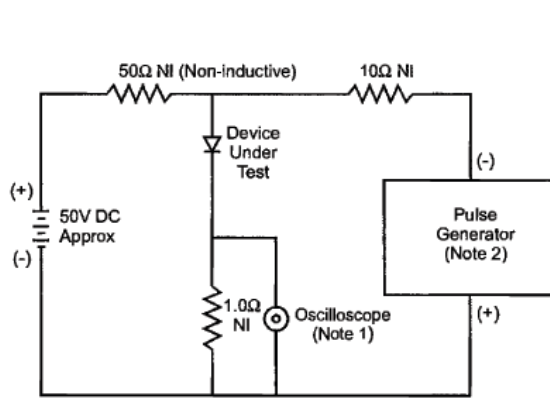 50Ω NI (Non-inductive)
10Ω NI
Device
Under
Test
(-)
(+)
50V DC
Approx
(-)
Pulse
Generator
(Note 2)
1.0Ω
NI
Oscilloscope
(Note 1)
(+)